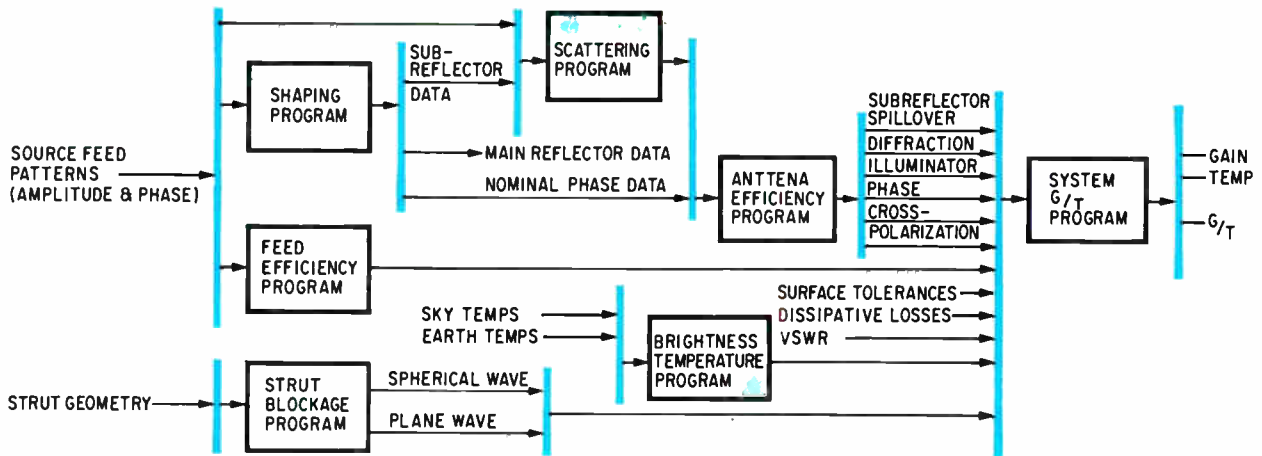 SOURCE FEED
PATTERNS
(AMPLITUDE & PHASE)
SHAPING
PROGRAM
SUB-
REFLECTOR
DATA
SCATTERING
PROGRAM
MAIN REFLECTOR DATA
NOMINAL PHASE DATA
ANTTENA
EFFICIENCY
PROGRAM
SUBREFLECTOR
SPILLOVER
DIFFRACTION
ILLUMINATOR
PHASE
CROSS-
POLARIZATION
SYSTEM
G/T
PROGRAM
GAIN
TEMP
G/T
FEED
EFFICIENCY
PROGRAM
SURFACE TOLERANCES
DISSIPATIVE LOSSES
VSWR
SKY TEMPS
EARTH TEMPS
BRIGHTNESS
TEMPERATURE
PROGRAM
STRUT GEOMETRY
STRUT
BLOCKAGE
PROGRAM
SPHERICAL WAVE
PLANE WAVE